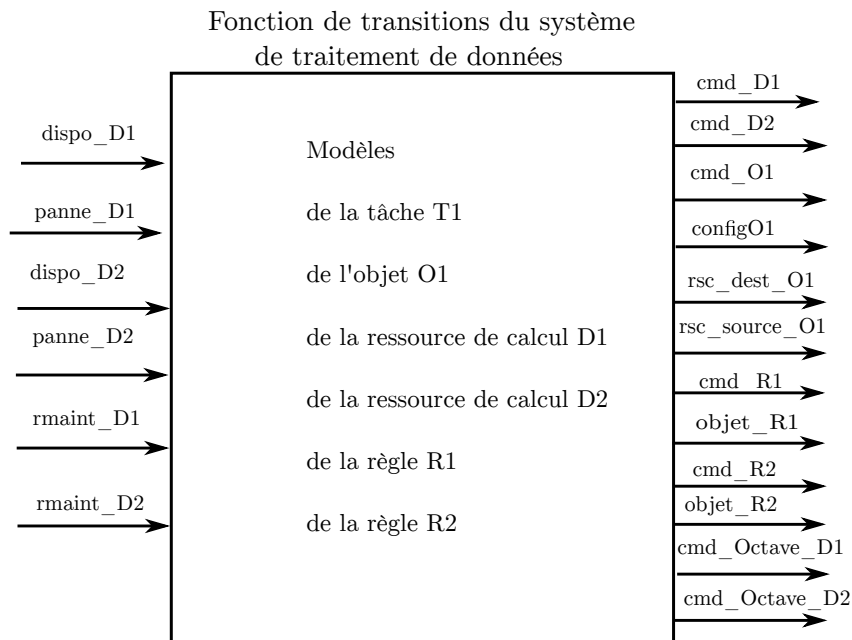 Fonction de transitions du système
de traitement de données
dispo_D1
panne_D1
dispo_D2
panne_D2
rmaint_D1
rmaint_D2
Modèles
de la tâche T1
de l'objet O1
de la ressource de calcul D1
de la ressource de calcul D2
de la règle R1
de la règle R2
cmd_D1
cmd_D2
cmd_O1
configO1
rsc_dest_O1
rsc_source_O1
cmd_R1
objet_R1
cmd_R2
objet_R2
cmd_Octave_D1
cmd_Octave_D2